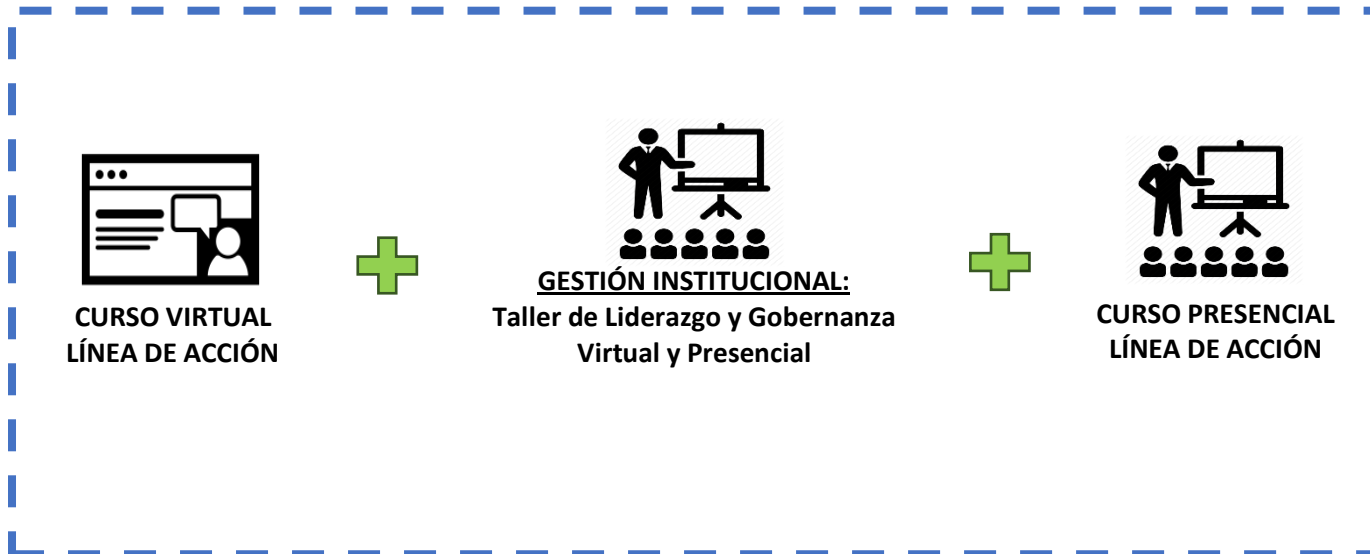 CURSO VIRTUAL
LÍNEA DE ACCIÓN
GESTIÓN INSTITUCIONAL:
Taller de Liderazgo y Gobernanza
Virtual y Presencial
CURSO PRESENCIAL
LÍNEA DE ACCIÓN